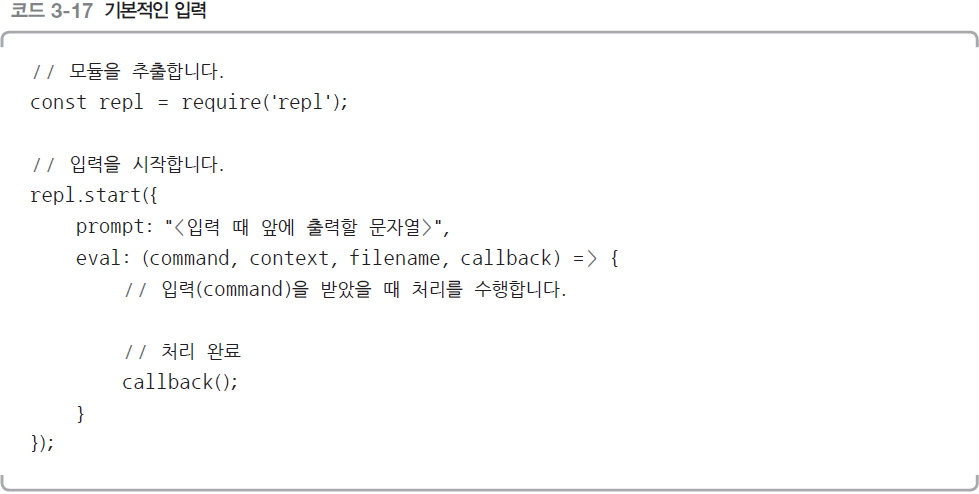 코드 3-17 기본적인 입력
// 모듈을 추출합니다.
const repl = require('repl');
// 입력을 시작합니다.
repl.start({
prompt: "<입력 때 앞에 출력할 문자열>",
eval: (command, context, filename, callback) => {
// 입력(command)을 받았을 때 처리를 수행합니다.
// 처리 완료
callback();
}
});